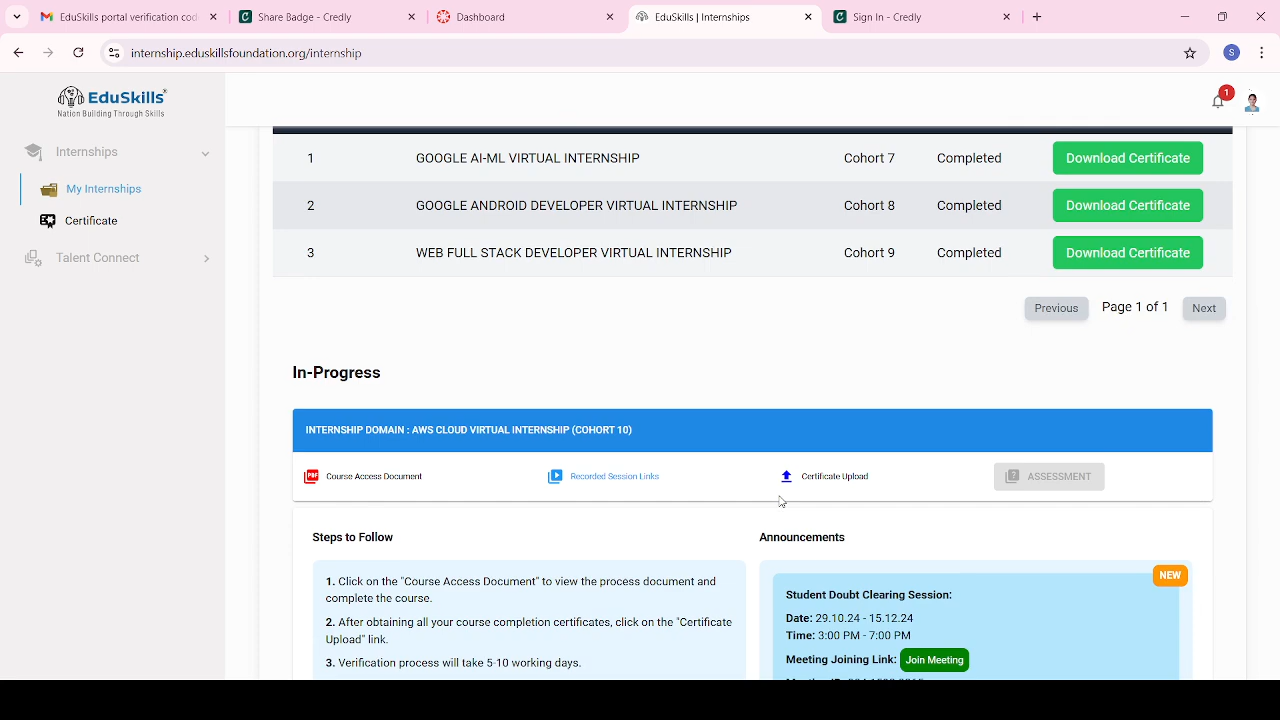 EduSkills portal verification cod
Share Badge - Credly
Dashboard
EduSkills | Internships
Sign In - Credly
internship.eduskillsfoundation.org/internship
S
EduSkills
Nation Building Through Skills
1
Internships
My Internships
Certificate
Talent Connect
1 GOOGLE AI-ML VIRTUAL INTERNSHIP Cohort 7 Completed Download Certificate
2 GOOGLE ANDROID DEVELOPER VIRTUAL INTERNSHIP Cohort 8 Completed Download Certificate
3 WEB FULL STACK DEVELOPER VIRTUAL INTERNSHIP Cohort 9 Completed Download Certificate
Previous Page 1 of 1 Next
In-Progress
INTERNSHIP DOMAIN : AWS CLOUD VIRTUAL INTERNSHIP (COHORT 10)
PDF Course Access Document Recorded Session Links Certificate Upload ASSESSMENT
Steps to Follow
1. Click on the "Course Access Document" to view the process document and
complete the course.
2. After obtaining all your course completion certificates, click on the "Certificate
Upload" link.
3. Verification process will take 5-10 working days.
Announcements
NEW
Student Doubt Clearing Session:
Date: 29.10.24 - 15.12.24
Time: 3:00 PM - 7:00 PM
Meeting Joining Link: Join Meeting